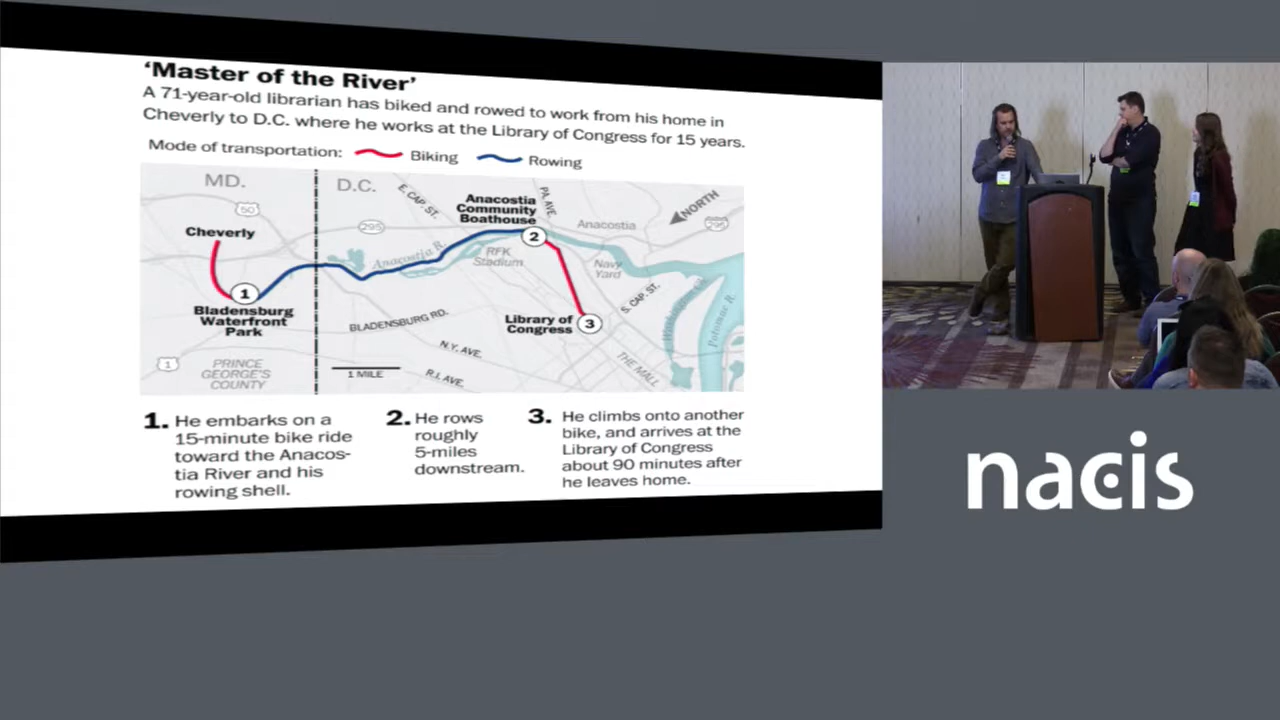 'Master of the River'
A 71-year-old librarian has biked and rowed to work from his home in
Cheverly to D.C. where he works at the Library of Congress for 15 years.
Mode of transportation: Biking Rowing
MD.
D.C.
50
E. CAP. ST.
295
Anacostia
Community
Boathouse
PA. AVE.
NORTH
Anacostia
295
Cheverly
2
Anacostia R.
RFK
Stadium
Navy
Yard
1
Bladensburg
Waterfront
Park
BLADENSBURG RD.
Library of
Congress
3
S. CAP. ST.
Potomac R.
N.Y. AVE.
THE MALL
1
PRINCE
GEORGE'S
COUNTY
1 MILE
R.I. AVE.
1. He embarks on a
15-minute bike ride
toward the Anacos-
tia River and his
rowing shell.
2. He rows
roughly
5-miles
downstream.
3. He climbs onto another
bike, and arrives at the
Library of Congress
about 90 minutes after
he leaves home.
nacis